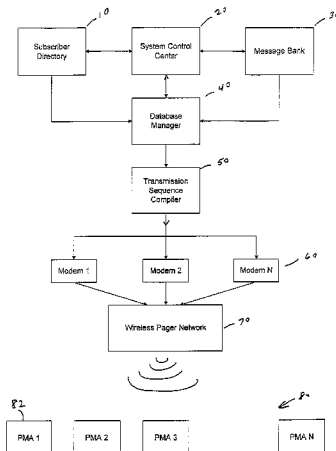 10
20
30
Subscriber
Directory
System Control
Center
Message Bank
40
Database
Manager
50
Transmission
Sequence
Compiler
Modem 1
Modem 2
Modem N
60
Wireless Pager Network
70
82
PMA 1
PMA 2
PMA 3
PMA N